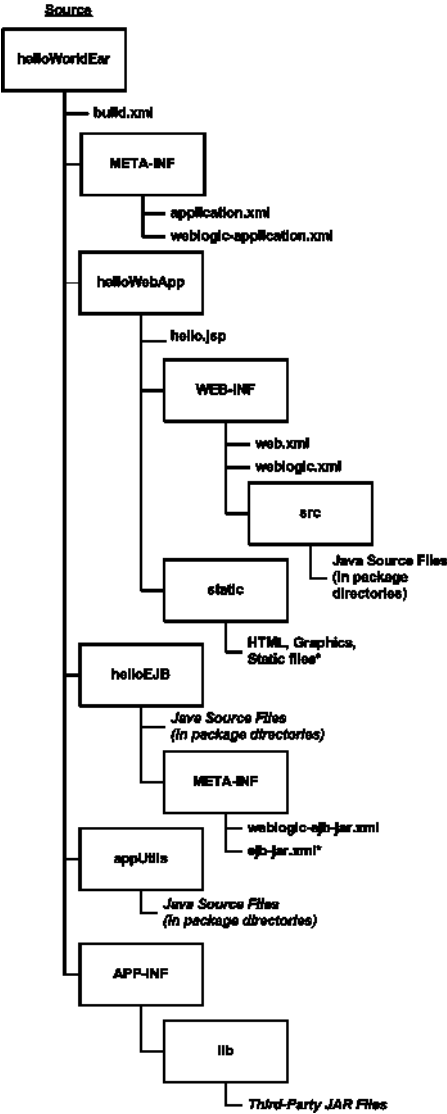 Source
helloWorldEar
build.xml
META-INF
application.xml
weblogic-application.xml
helloWebApp
hello.jsp
WEB-INF
web.xml
weblogic.xml
src
Java Source Files
(in package
directories)
static
HTML, Graphics,
Static files*
helloEJB
Java Source Files
(in package directories)
META-INF
weblogic-ejb-jar.xml
ejb-jar.xml*
appUtils
Java Source Files
(in package directories)
APP-INF
lib
Third-Party JAR Files